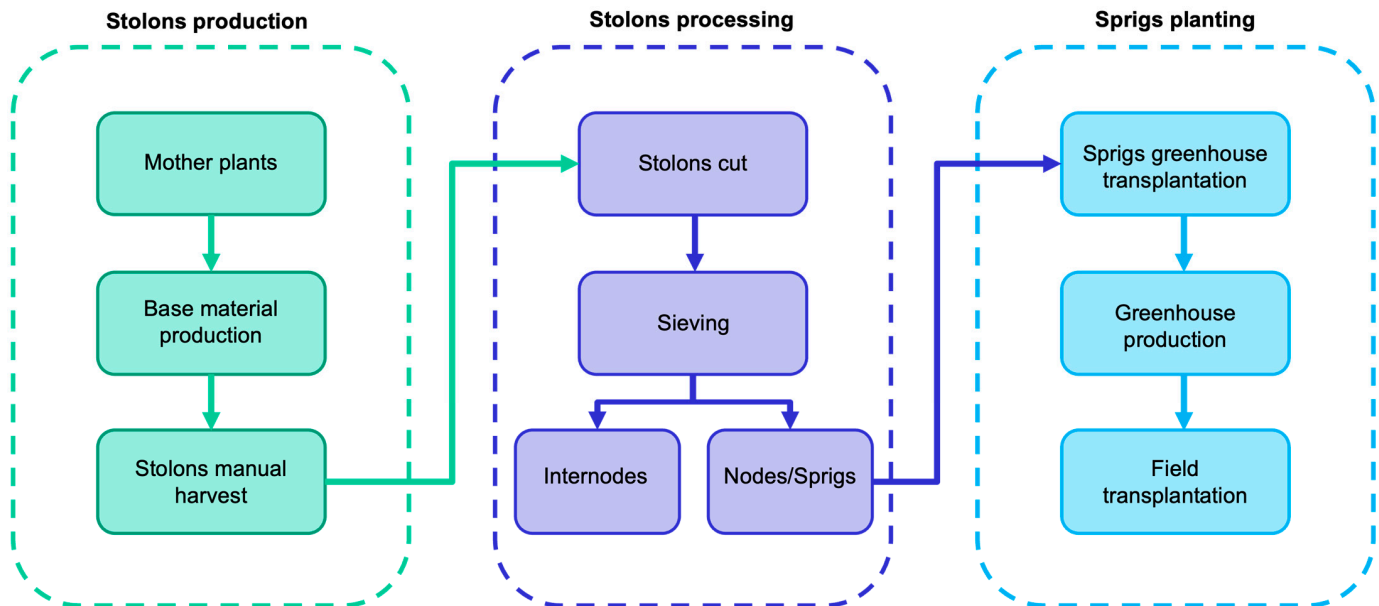 Stolons production
Mother plants
Base material
production
Stolons manual
harvest
Stolons processing
Stolons cut
Sieving
Internodes
Nodes/Sprigs
Sprigs planting
Sprigs greenhouse
transplantation
Greenhouse
production
Field
transplantation